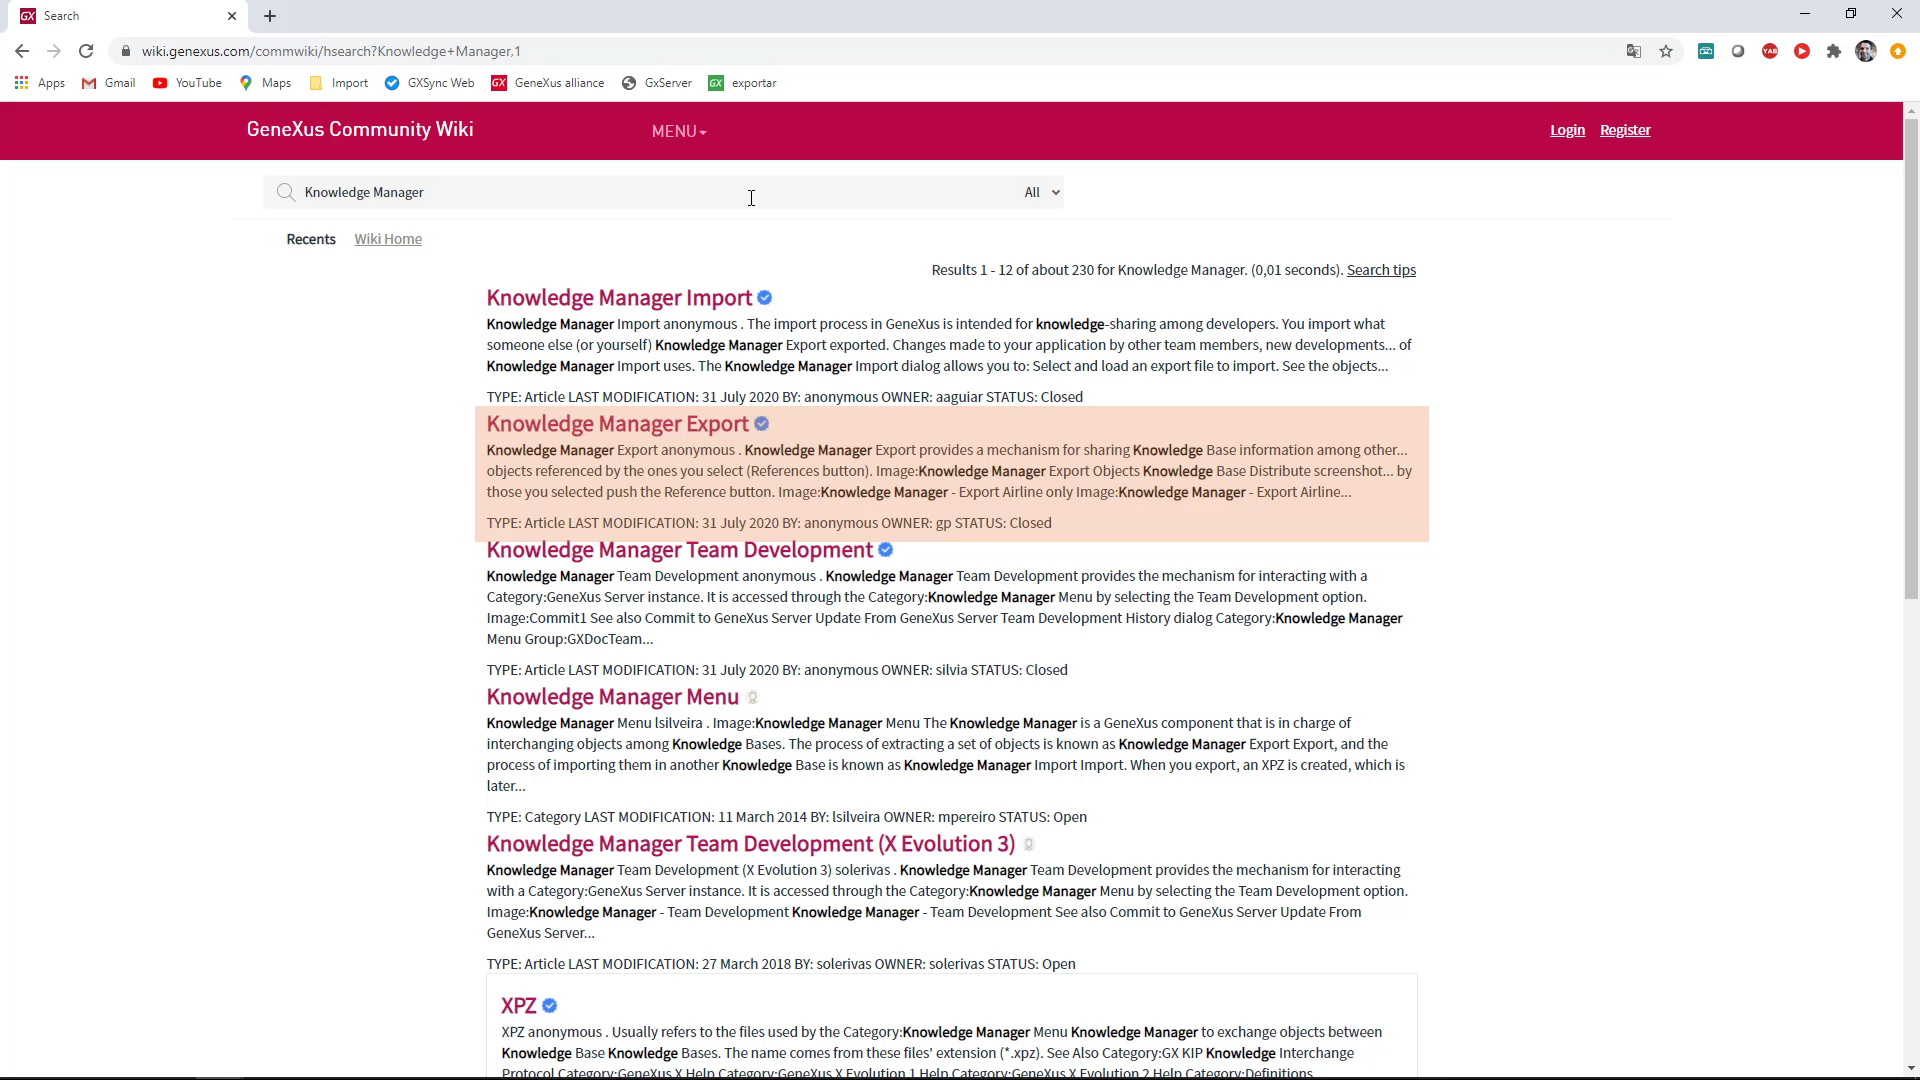 Search
wiki.genexus.com/commwiki/hsearch?Knowledge+Manager,1
Apps Gmail YouTube Maps Import GXSync Web GeneXus alliance GxServer exportar
GeneXus Community Wiki MENU Login Register
Knowledge Manager All
Recents Wiki Home
Results 1 - 12 of about 230 for Knowledge Manager. (0,01 seconds). Search tips
Knowledge Manager Import
Knowledge Manager Import anonymous . The import process in GeneXus is intended for knowledge-sharing among developers. You import what
someone else (or yourself) Knowledge Manager Export exported. Changes made to your application by other team members, new developments... of
Knowledge Manager Import uses. The Knowledge Manager Import dialog allows you to: Select and load an export file to import. See the objects...
TYPE: Article LAST MODIFICATION: 31 July 2020 BY: anonymous OWNER: aaguiar STATUS: Closed
Knowledge Manager Export
Knowledge Manager Export anonymous . Knowledge Manager Export provides a mechanism for sharing Knowledge Base information among other...
objects referenced by the ones you select (References button). Image:Knowledge Manager Export Objects Knowledge Base Distribute screenshot... by
those you selected push the Reference button. Image:Knowledge Manager - Export Airline only Image:Knowledge Manager - Export Airline...
TYPE: Article LAST MODIFICATION: 31 July 2020 BY: anonymous OWNER: gp STATUS: Closed
Knowledge Manager Team Development
Knowledge Manager Team Development anonymous . Knowledge Manager Team Development provides the mechanism for interacting with a
Category:GeneXus Server instance. It is accessed through the Category:Knowledge Manager Menu by selecting the Team Development option.
Image:Commit1 See also Commit to GeneXus Server Update From GeneXus Server Team Development History dialog Category:Knowledge Manager
Menu Group:GXDocTeam...
TYPE: Article LAST MODIFICATION: 31 July 2020 BY: anonymous OWNER: silvia STATUS: Closed
Knowledge Manager Menu
Knowledge Manager Menu lsilveira . Image:Knowledge Manager Menu The Knowledge Manager is a GeneXus component that is in charge of
interchanging objects among Knowledge Bases. The process of extracting a set of objects is known as Knowledge Manager Export Export, and the
process of importing them in another Knowledge Base is known as Knowledge Manager Import Import. When you export, an XPZ is created, which is
later...
TYPE: Category LAST MODIFICATION: 11 March 2014 BY: lsilveira OWNER: mpereiro STATUS: Open
Knowledge Manager Team Development (X Evolution 3)
Knowledge Manager Team Development (X Evolution 3) solerivas . Knowledge Manager Team Development provides the mechanism for interacting
with a Category:GeneXus Server instance. It is accessed through the Category:Knowledge Manager Menu by selecting the Team Development option.
Image:Knowledge Manager - Team Development Knowledge Manager - Team Development See also Commit to GeneXus Server Update From
GeneXus Server...
TYPE: Article LAST MODIFICATION: 27 March 2018 BY: solerivas OWNER: solerivas STATUS: Open
XPZ
XPZ anonymous . Usually refers to the files used by the Category:Knowledge Manager Menu Knowledge Manager to exchange objects between
Knowledge Base Knowledge Bases. The name comes from these files' extension (*.xpz). See Also Category:GX KIP Knowledge Interchange
Protocol Category:GeneXus X Help Category:GeneXus X Evolution 1 Help Category:GeneXus X Evolution 2 Help Category:Definitions